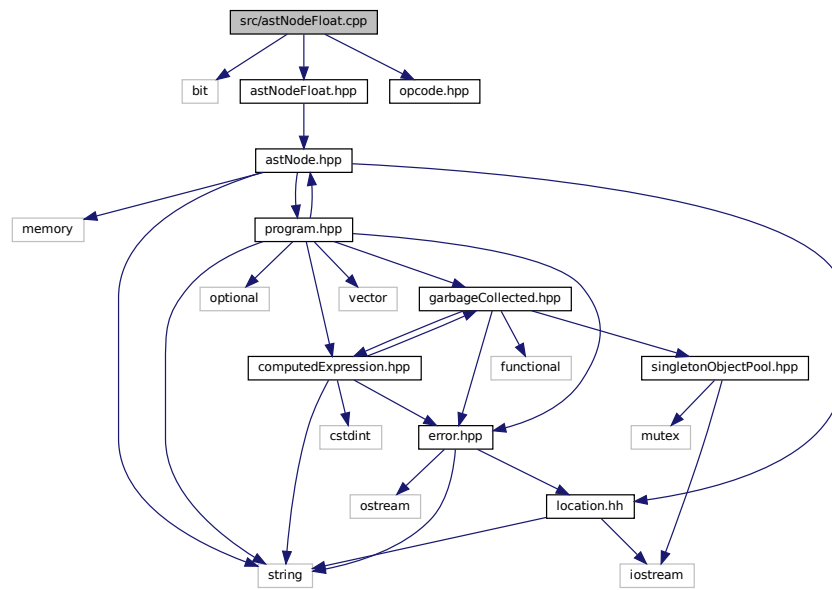 src/astNodeFloat.cpp
bit
astNodeFloat.hpp
opcode.hpp
astNode.hpp
memory
program.hpp
optional
vector
garbageCollected.hpp
computedExpression.hpp
functional
singletonObjectPool.hpp
cstdint
error.hpp
mutex
ostream
location.hh
string
iostream